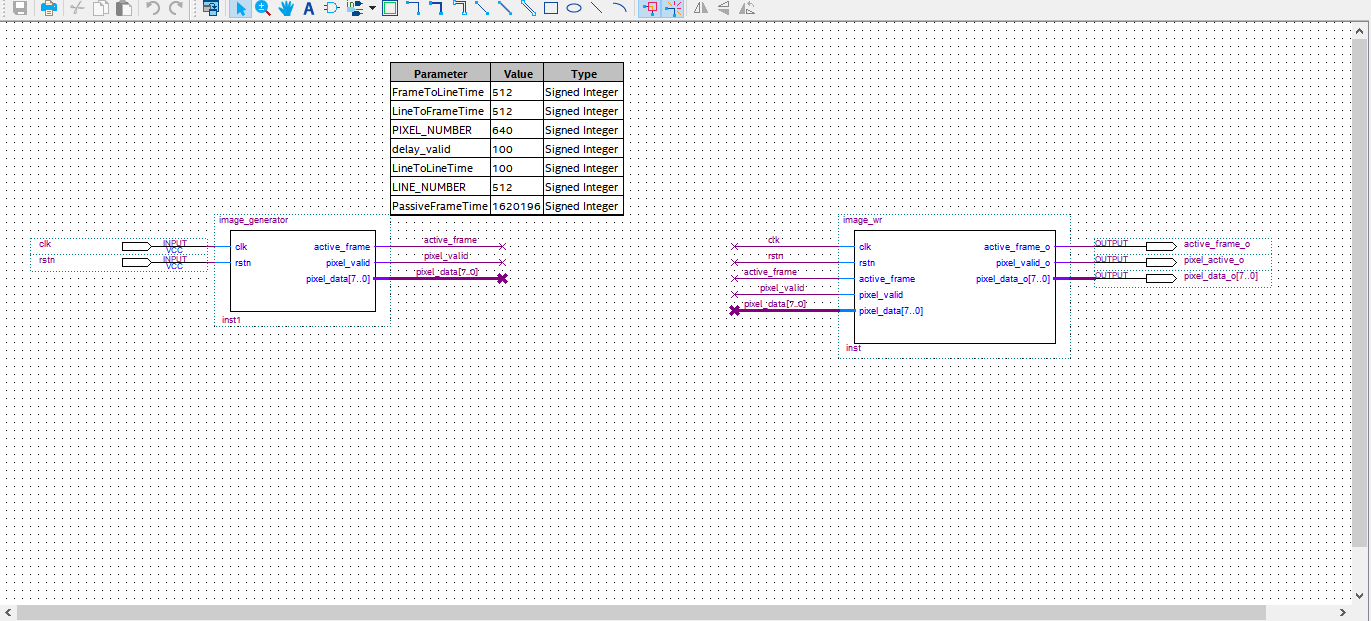 Parameter Value Type
FrameToLineTime 512 Signed Integer
LineToFrameTime 512 Signed Integer
PIXEL_NUMBER 640 Signed Integer
delay_valid 100 Signed Integer
LineToLineTime 100 Signed Integer
LINE_NUMBER 512 Signed Integer
PassiveFrameTime 1620196 Signed Integer
image_generator
clk INPUT VCC
rstn INPUT VCC
clk active_frame
rstn pixel_valid
pixel_data[7..0]
inst1
active_frame
pixel_valid
pixel_data[7..0]
image_wr
clk
rstn
active_frame
pixel_valid
pixel_data[7..0]
clk active_frame_o
rstn pixel_valid_o
active_frame pixel_data_o[7..0]
pixel_valid
pixel_data[7..0]
inst
OUTPUT active_frame_o
OUTPUT pixel_active_o
OUTPUT pixel_data_o[7..0]